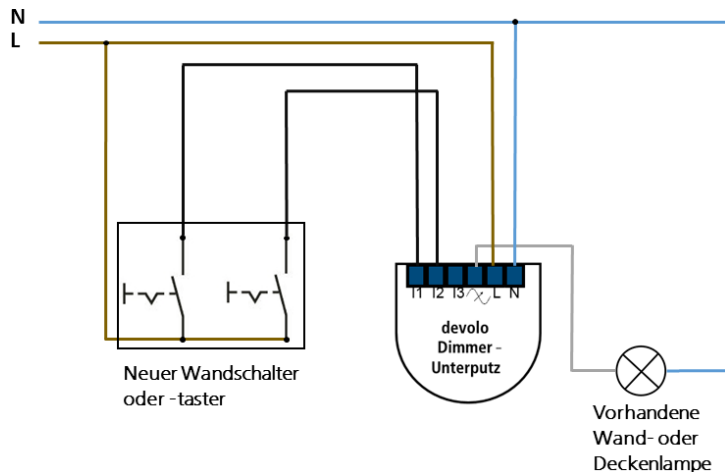 N
L
I1 I2 I3 L N
devolo
Dimmer -
Unterputz
Neuer Wandschalter
oder -taster
Vorhandene
Wand- oder
Deckenlampe